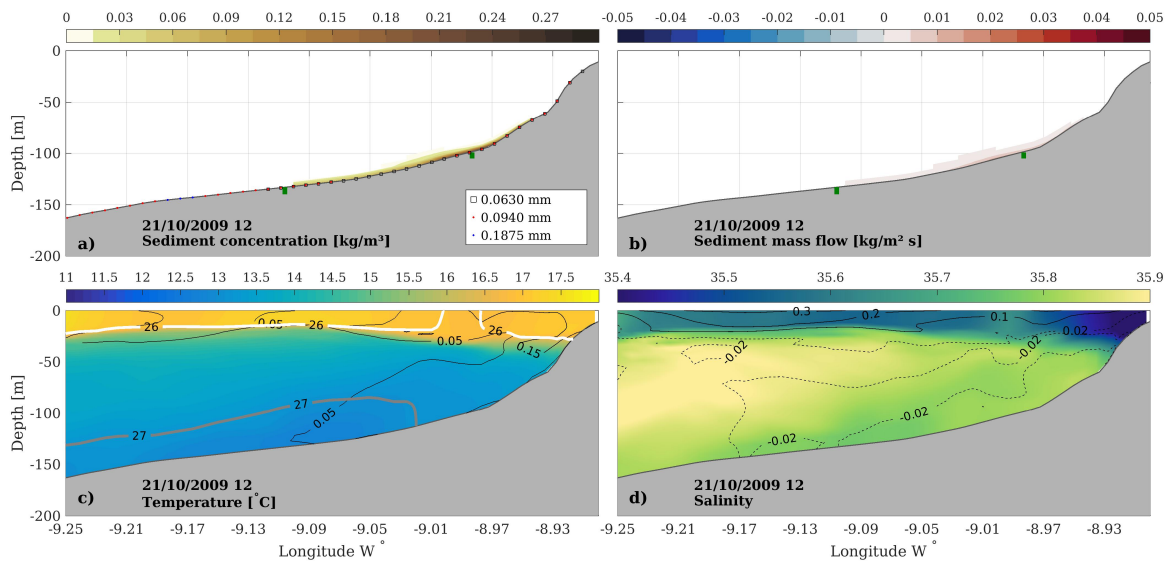 0 0.03 0.06 0.09 0.12 0.15 0.18 0.21 0.24 0.27
-0.05 -0.04 -0.03 -0.02 -0.01 0 0.01 0.02 0.03 0.04 0.05
0
-50
-100
-150
-200
Depth [m]
0.0630 mm
0.0940 mm
0.1875 mm
21/10/2009 12
a) Sediment concentration [kg/m³]
21/10/2009 12
b) Sediment mass flow [kg/m² s]
11 11.5 12 12.5 13 13.5 14 14.5 15 15.5 16 16.5 17 17.5
35.4 35.5 35.6 35.7 35.8 35.9
0
-50
-100
-150
-200
Depth [m]
26 0.05 26 0.05 26 0.15
27 27 0.05
21/10/2009 12
c) Temperature [°C]
0.3 0.2 0.1 0.02
-0.02 -0.02 -0.02 -0.02
21/10/2009 12
d) Salinity
-9.25 -9.21 -9.17 -9.13 -9.09 -9.05 -9.01 -8.97 -8.93
Longitude W °
-9.25 -9.21 -9.17 -9.13 -9.09 -9.05 -9.01 -8.97 -8.93
Longitude W °